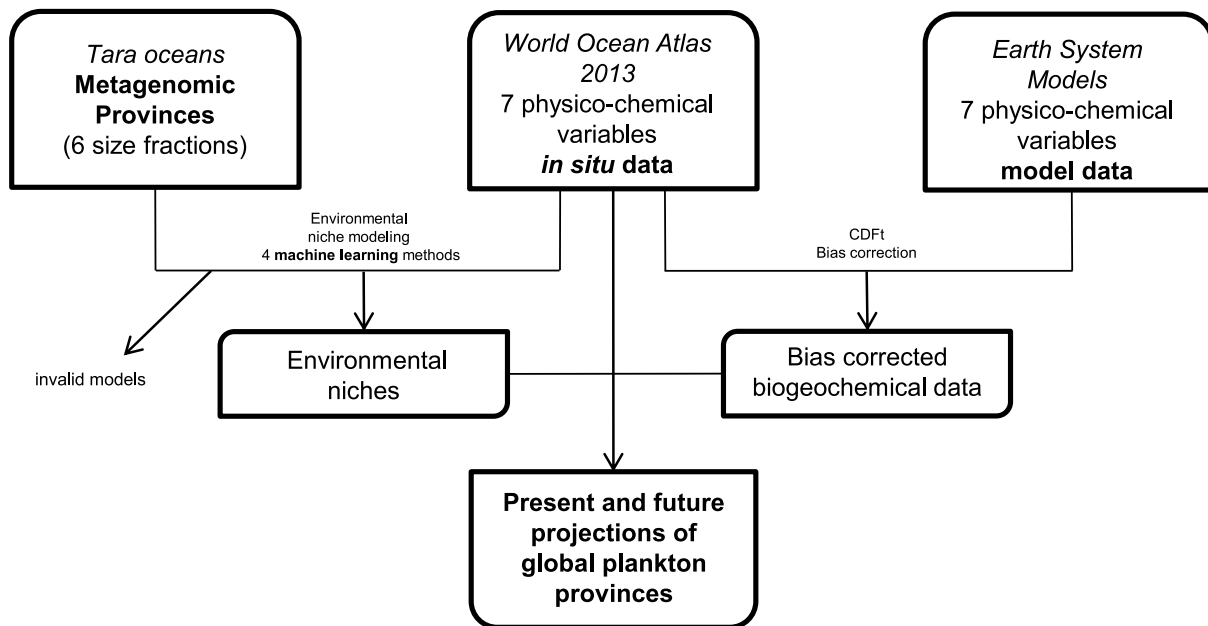 Tara oceans
Metagenomic
Provinces
(6 size fractions)
World Ocean Atlas
2013
7 physico-chemical
variables
in situ data
Earth System
Models
7 physico-chemical
variables
model data
Environmental
niche modeling
4 machine learning methods
CDFt
Bias correction
invalid models
Environmental
niches
Bias corrected
biogeochemical data
Present and future
projections of
global plankton
provinces